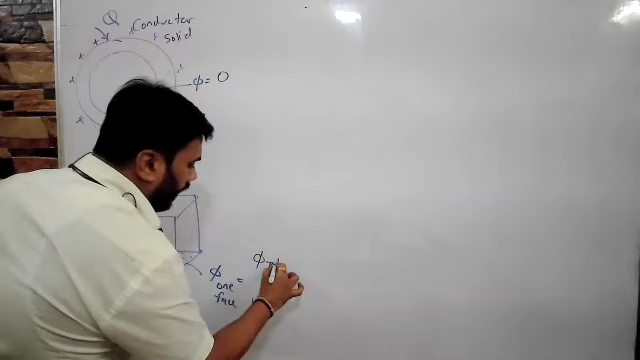 Q Conductor
solid
φ = 0
φ one face =
φ